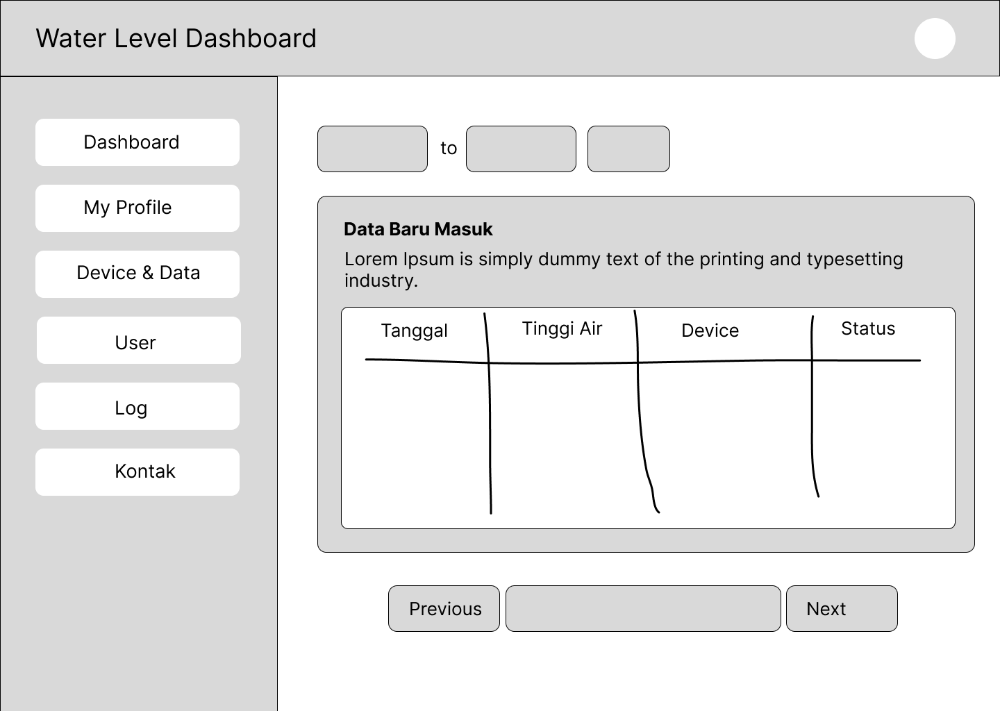 Water Level Dashboard
Dashboard
My Profile
Device & Data
User
Log
Kontak
to
Data Baru Masuk
Lorem Ipsum is simply dummy text of the printing and typesetting
industry.
Tanggal Tinggi Air Device Status
Previous Next